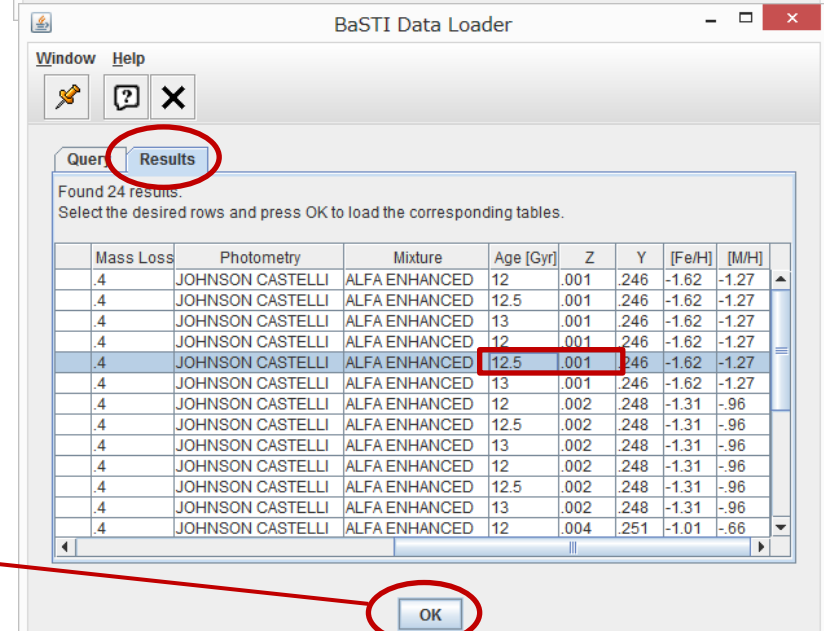 BaSTI Data Loader
Window Help
Query Results
Found 24 results.
Select the desired rows and press OK to load the corresponding tables.
Mass Loss Photometry Mixture Age [Gyr] Z Y [Fe/H] [M/H]
.4 JOHNSON CASTELLI ALFA ENHANCED 12 .001 .246 -1.62 -1.27
.4 JOHNSON CASTELLI ALFA ENHANCED 12.5 .001 .246 -1.62 -1.27
.4 JOHNSON CASTELLI ALFA ENHANCED 13 .001 .246 -1.62 -1.27
.4 JOHNSON CASTELLI ALFA ENHANCED 12 .001 .246 -1.62 -1.27
.4 JOHNSON CASTELLI ALFA ENHANCED 12.5 .001 .246 -1.62 -1.27
.4 JOHNSON CASTELLI ALFA ENHANCED 13 .001 .246 -1.62 -1.27
.4 JOHNSON CASTELLI ALFA ENHANCED 12 .002 .248 -1.31 -.96
.4 JOHNSON CASTELLI ALFA ENHANCED 12.5 .002 .248 -1.31 -.96
.4 JOHNSON CASTELLI ALFA ENHANCED 13 .002 .248 -1.31 -.96
.4 JOHNSON CASTELLI ALFA ENHANCED 12 .002 .248 -1.31 -.96
.4 JOHNSON CASTELLI ALFA ENHANCED 12.5 .002 .248 -1.31 -.96
.4 JOHNSON CASTELLI ALFA ENHANCED 13 .002 .248 -1.31 -.96
.4 JOHNSON CASTELLI ALFA ENHANCED 12 .004 .251 -1.01 -.66
OK